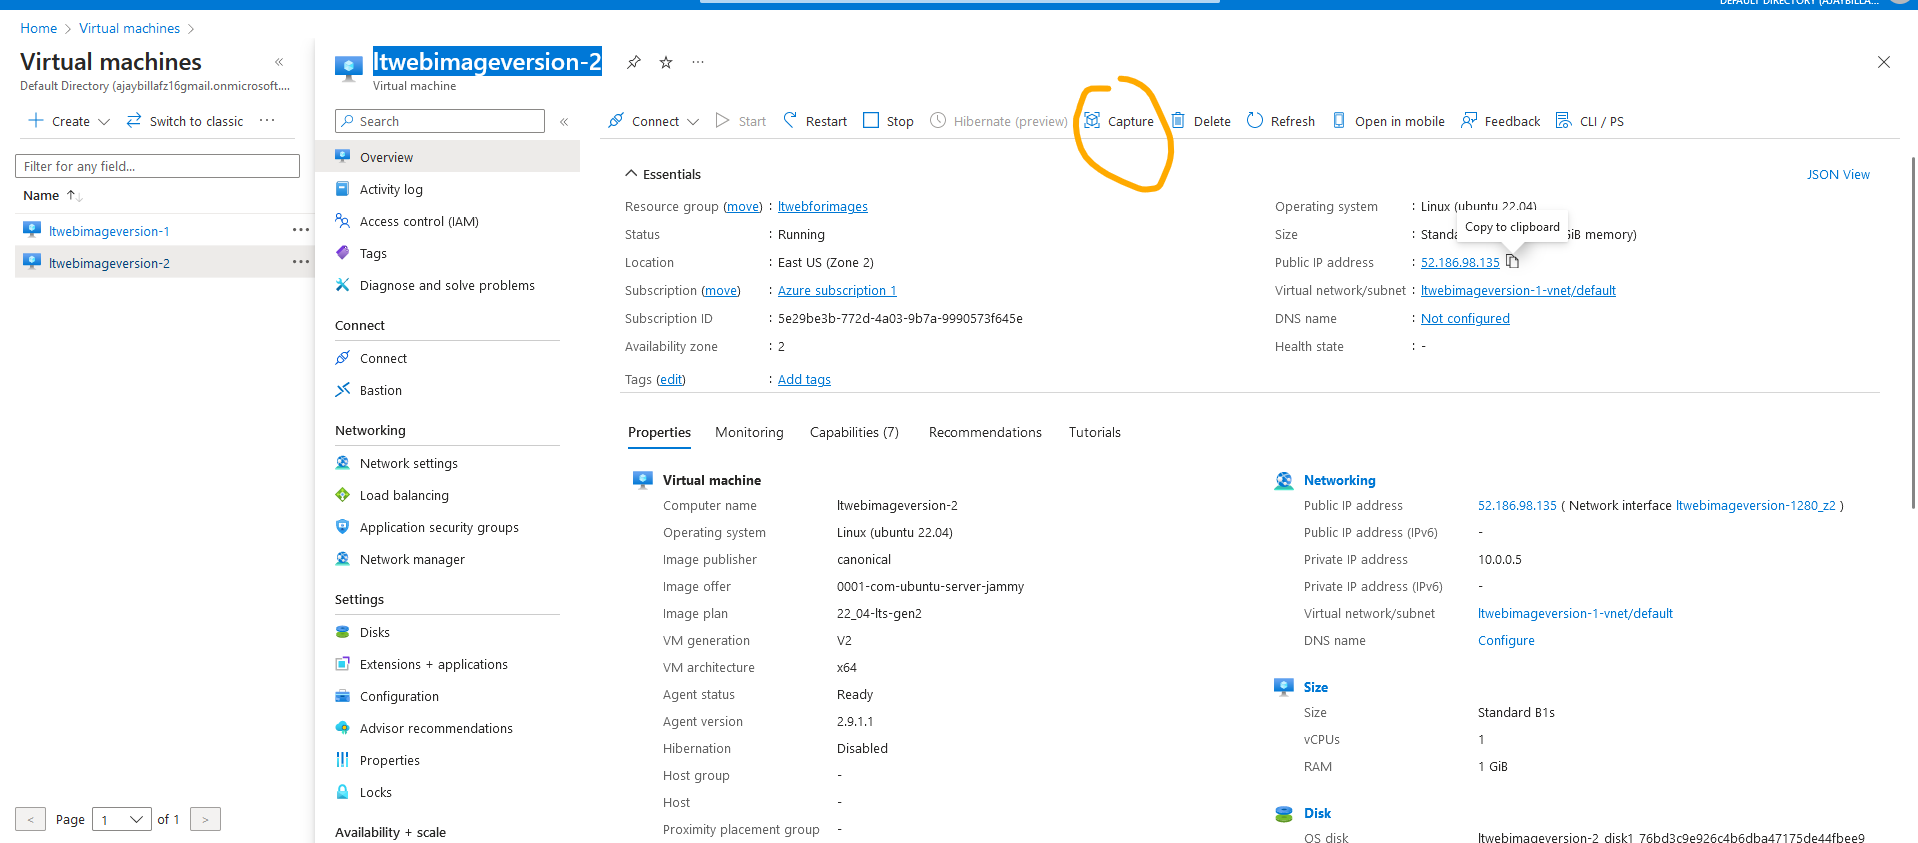 DEFAULT DIRECTORY (AJAYBILLA...
Home > Virtual machines >
Virtual machines «
Default Directory (ajaybillafz16gmail.onmicrosoft....
Create Switch to classic ...
Filter for any field...
Name ↑↓
ltwebimageversion-1 ...
ltwebimageversion-2 ...
< Page 1 of 1 >
ltwebimageversion-2 ...
Virtual machine
Search «
Overview
Activity log
Access control (IAM)
Tags
Diagnose and solve problems
Connect
Connect
Bastion
Networking
Network settings
Load balancing
Application security groups
Network manager
Settings
Disks
Extensions + applications
Configuration
Advisor recommendations
Properties
Locks
Availability + scale
Connect Start Restart Stop Hibernate (preview) Capture Delete Refresh Open in mobile Feedback CLI / PS
Essentials
JSON View
Resource group (move) : ltwebforimages
Status : Running
Location : East US (Zone 2)
Subscription (move) : Azure subscription 1
Subscription ID : 5e29be3b-772d-4a03-9b7a-9990573f645e
Availability zone : 2
Tags (edit) : Add tags
Operating system : Linux (ubuntu 22.04)
Copy to clipboard
Size : Standa GiB memory)
Public IP address : 52.186.98.135
Virtual network/subnet : ltwebimageversion-1-vnet/default
DNS name : Not configured
Health state : -
Properties Monitoring Capabilities (7) Recommendations Tutorials
Virtual machine
Computer name ltwebimageversion-2
Operating system Linux (ubuntu 22.04)
Image publisher canonical
Image offer 0001-com-ubuntu-server-jammy
Image plan 22_04-lts-gen2
VM generation V2
VM architecture x64
Agent status Ready
Agent version 2.9.1.1
Hibernation Disabled
Host group -
Host -
Proximity placement group -
Networking
Public IP address 52.186.98.135 ( Network interface ltwebimageversion-1280_z2 )
Public IP address (IPv6) -
Private IP address 10.0.0.5
Private IP address (IPv6) -
Virtual network/subnet ltwebimageversion-1-vnet/default
DNS name Configure
Size
Size Standard B1s
vCPUs 1
RAM 1 GiB
Disk
OS disk ltwebimageversion-2_disk1_76bd3c9e926c4b6dba47175de44fbee9